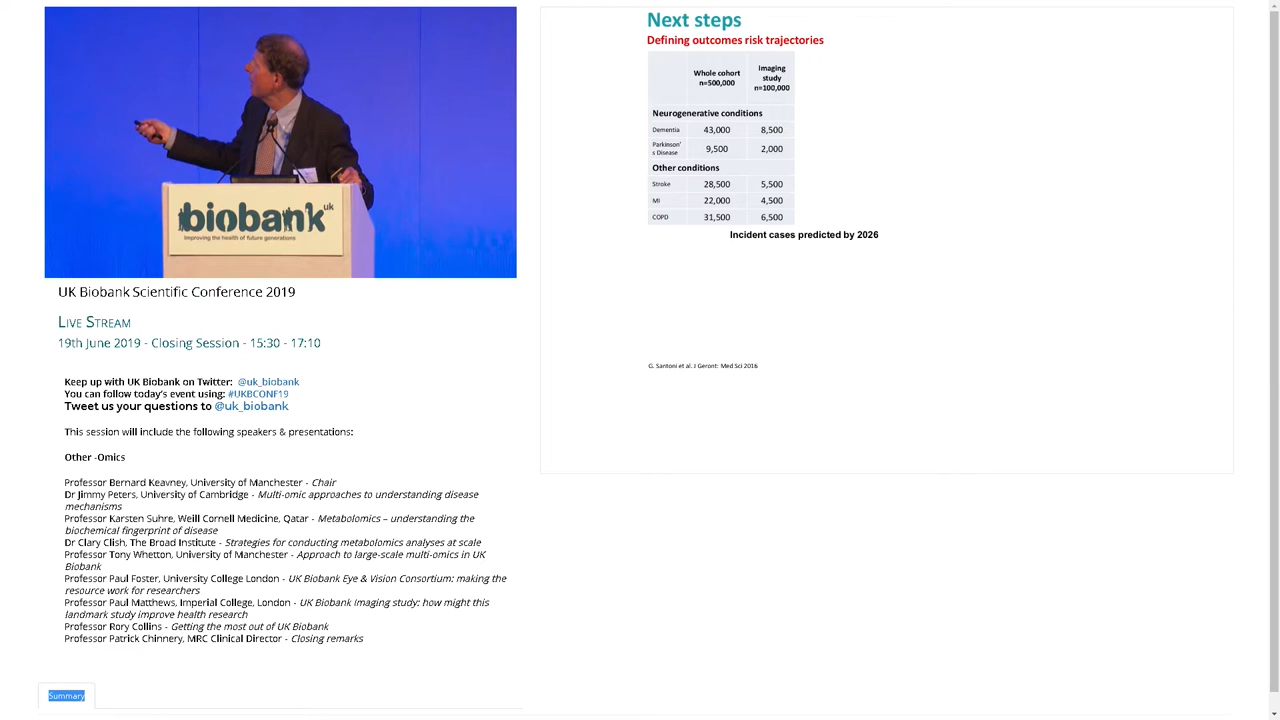 biobank uk
Improving the health of future generations
UK Biobank Scientific Conference 2019
Live Stream
19th June 2019 - Closing Session - 15:30 - 17:10
Keep up with UK Biobank on Twitter: @uk_biobank
You can follow today's event using: #UKBCONF19
Tweet us your questions to @uk_biobank
This session will include the following speakers & presentations:
Other -Omics
Professor Bernard Keavney, University of Manchester - Chair
Dr Jimmy Peters, University of Cambridge - Multi-omic approaches to understanding disease
mechanisms
Professor Karsten Suhre, Weill Cornell Medicine, Qatar - Metabolomics – understanding the
biochemical fingerprint of disease
Dr Clary Clish, The Broad Institute - Strategies for conducting metabolomics analyses at scale
Professor Tony Whetton, University of Manchester - Approach to large-scale multi-omics in UK
Biobank
Professor Paul Foster, University College London - UK Biobank Eye & Vision Consortium: making the
resource work for researchers
Professor Paul Matthews, Imperial College, London - UK Biobank Imaging study: how might this
landmark study improve health research
Professor Rory Collins - Getting the most out of UK Biobank
Professor Patrick Chinnery, MRC Clinical Director - Closing remarks
Summary
Next steps
Defining outcomes risk trajectories
Whole cohort
n=500,000
Imaging
study
n=100,000
Neurogenerative conditions
Dementia 43,000 8,500
Parkinson'
s Disease 9,500 2,000
Other conditions
Stroke 28,500 5,500
MI 22,000 4,500
COPD 31,500 6,500
Incident cases predicted by 2026
G. Santoni et al. J Geront: Med Sci 2016